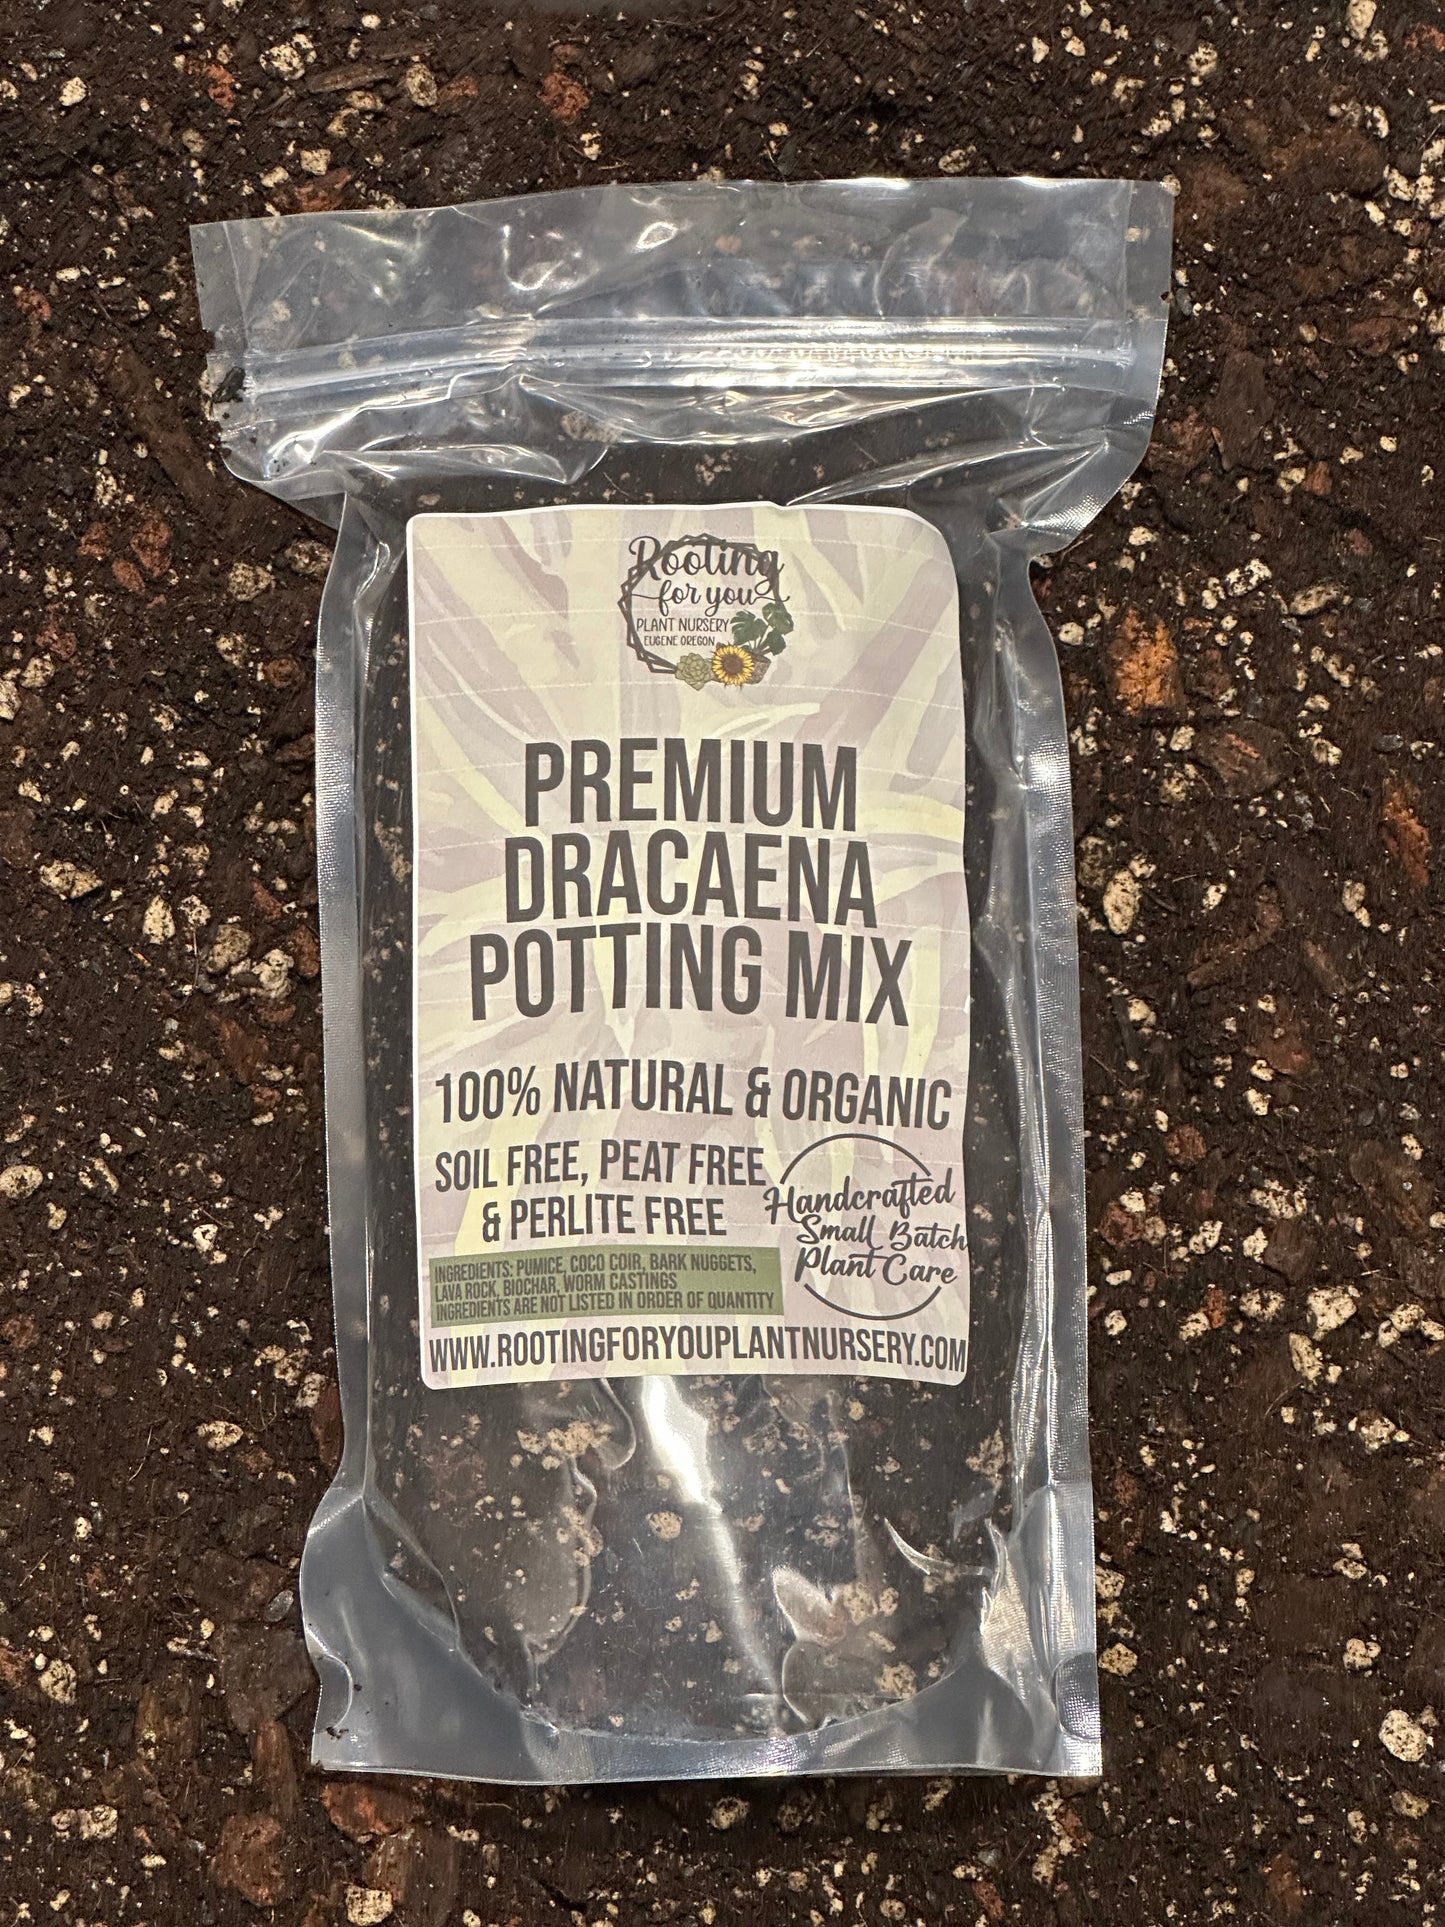 Rooting
for you
PLANT NURSERY
EUGENE OREGON
PREMIUM
DRACAENA
POTTING MIX
100% NATURAL & ORGANIC
SOIL FREE, PEAT FREE
& PERLITE FREE
Handcrafted
Small Batch
Plant Care
INGREDIENTS: PUMICE, COCO COIR, BARK NUGGETS,
LAVA ROCK, BIOCHAR, WORM CASTINGS
INGREDIENTS ARE NOT LISTED IN ORDER OF QUANTITY
WWW.ROOTINGFORYOUPLANTNURSERY.COM